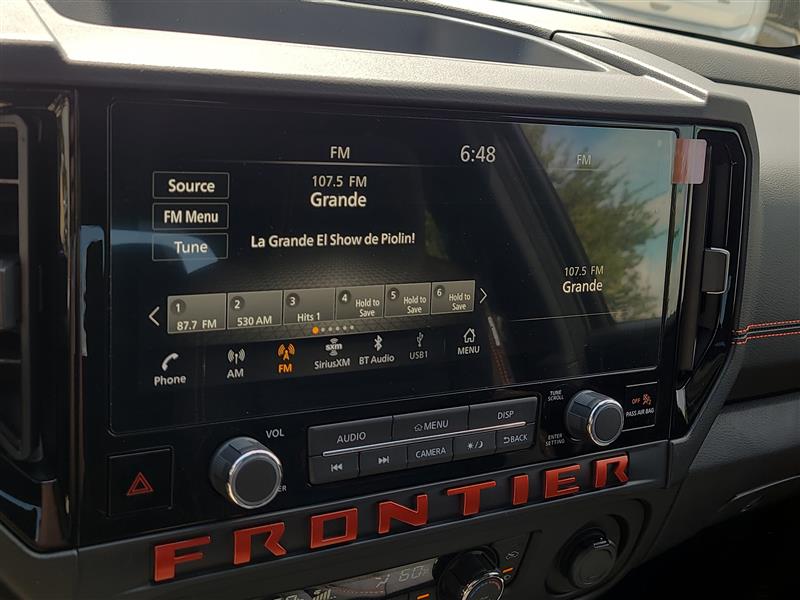 FM 6:48 FM
Source
107.5 FM
Grande
FM Menu
Tune
La Grande El Show de Piolin!
107.5 FM
Grande
1 87.7 FM
2 530 AM
3 Hits 1
4 Hold to Save
5 Hold to Save
6 Hold to Save
Phone
AM
FM
sxm
SiriusXM
BT Audio
USB1
MENU
VOL
AUDIO
MENU
DISP
CAMERA
BACK
TUNE
SCROLL
ENTER
SETTING
OFF
PASS AIR BAG
FRONTIER
60